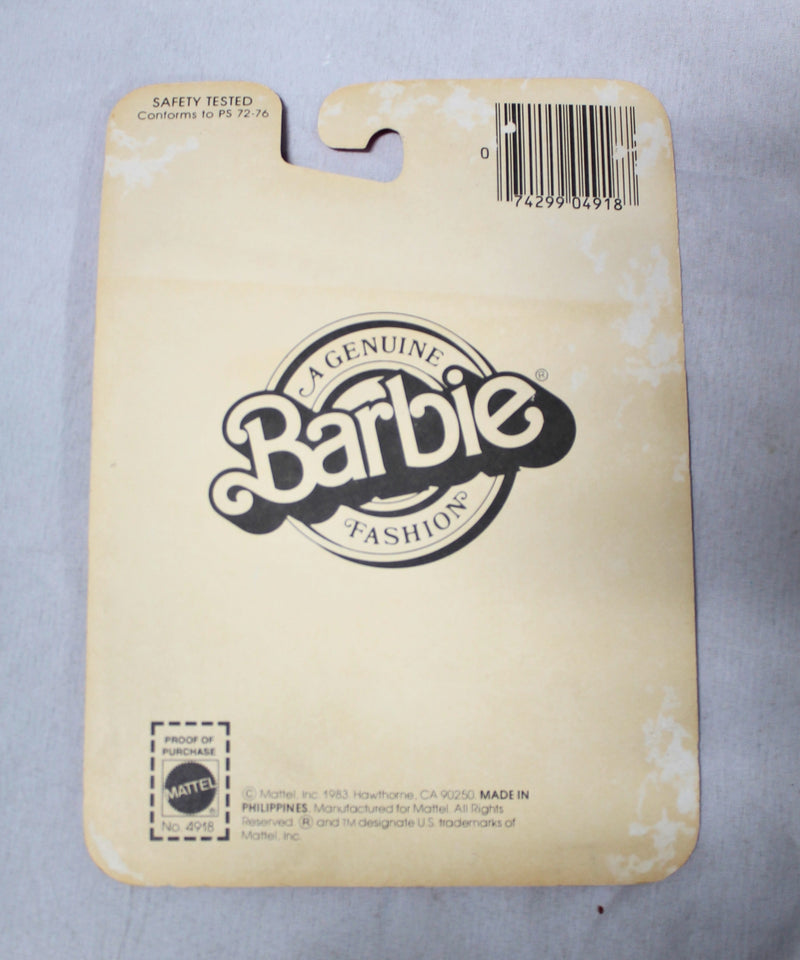 SAFETY TESTED
Conforms to PS 72-76
0 74299 04918
A GENUINE
Barbie ®
FASHION
PROOF OF
PURCHASE
MATTEL ®
No. 4918
© Mattel, Inc. 1983. Hawthorne, CA 90250. MADE IN
PHILIPPINES. Manufactured for Mattel. All Rights
Reserved. ® and TM designate U.S. trademarks of
Mattel, Inc.